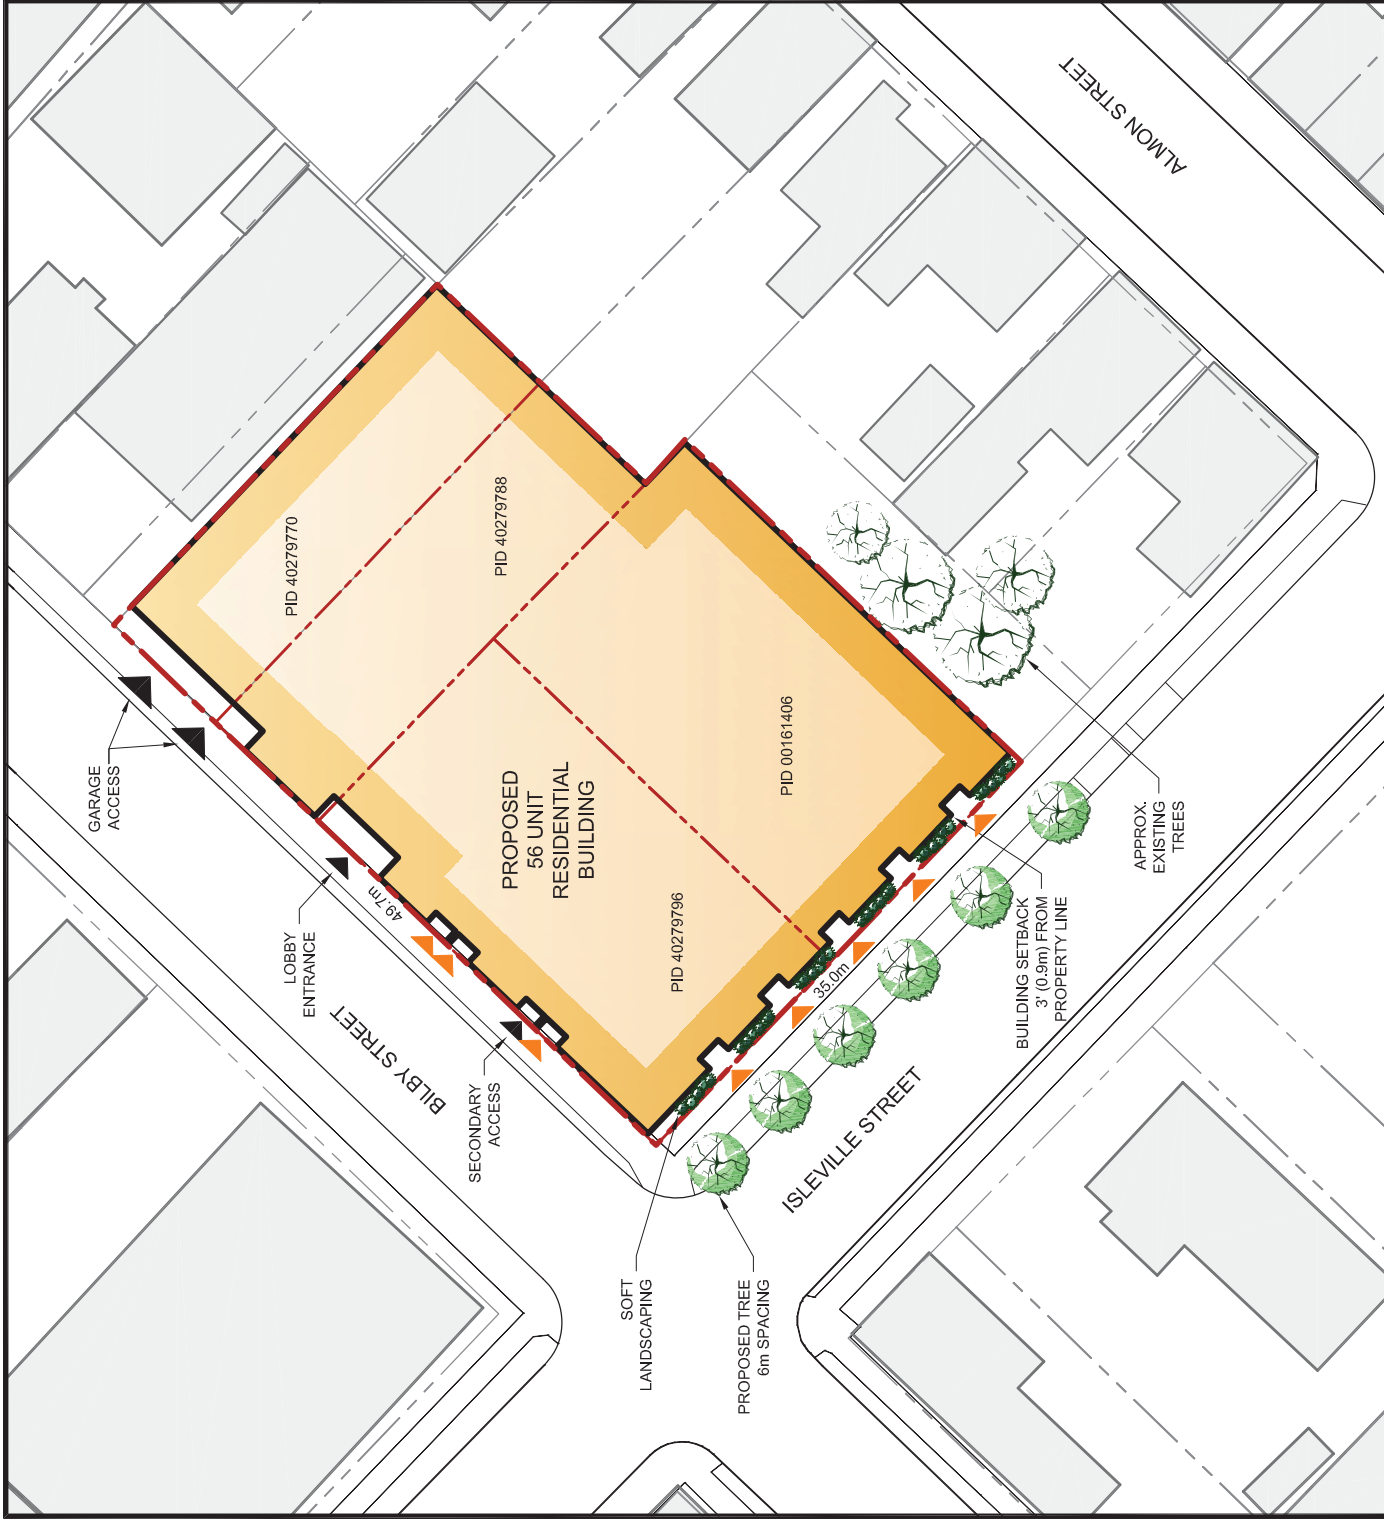 GARAGE
ACCESS
LOBBY
ENTRANCE
BILBY STREET
49.7m
SECONDARY
ACCESS
PID 40279770
PID 40279788
PROPOSED
56 UNIT
RESIDENTIAL
BUILDING
PID 40279796
PID 00161406
35.0m
ISLEVILLE STREET
SOFT
LANDSCAPING
PROPOSED TREE
6m SPACING
BUILDING SETBACK
3' (0.9m) FROM
PROPERTY LINE
APPROX.
EXISTING
TREES
ALMON STREET